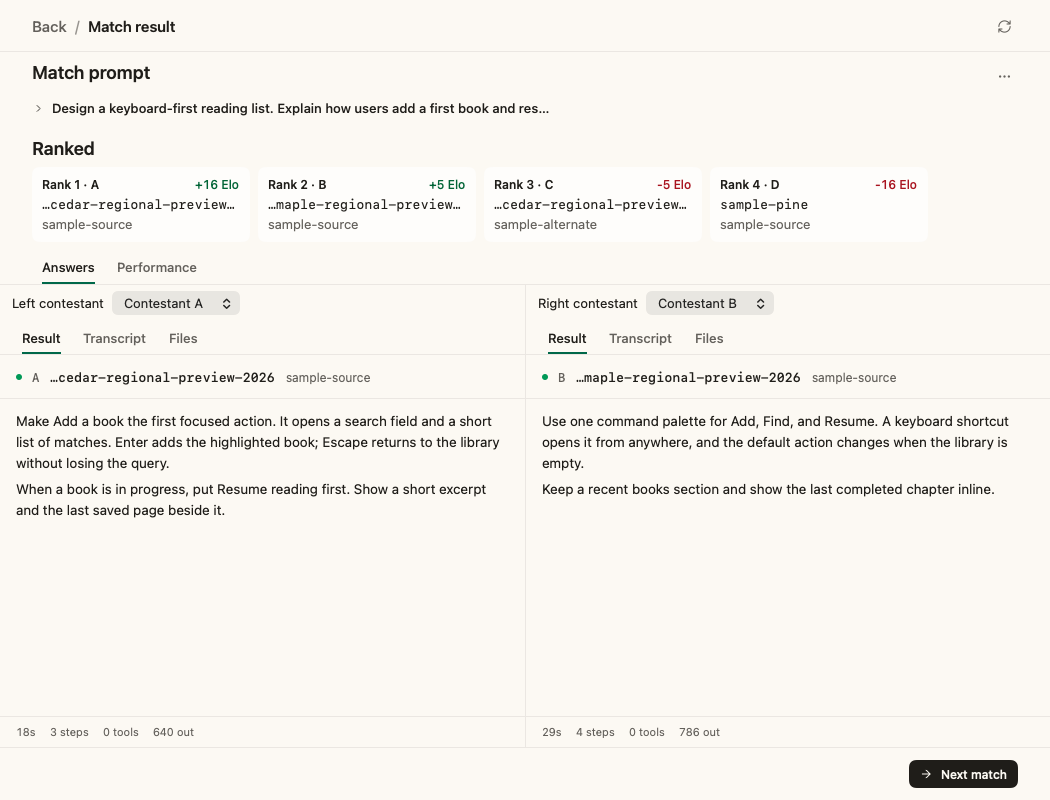 Back / Match result
Match prompt
...
Design a keyboard-first reading list. Explain how users add a first book and res...
Ranked
Rank 1 · A +16 Elo
…cedar-regional-preview…
sample-source
Rank 2 · B +5 Elo
…maple-regional-preview…
sample-source
Rank 3 · C -5 Elo
…cedar-regional-preview…
sample-alternate
Rank 4 · D -16 Elo
sample-pine
sample-source
Answers Performance
Left contestant Contestant A
Result Transcript Files
A …cedar-regional-preview-2026 sample-source
Make Add a book the first focused action. It opens a search field and a short
list of matches. Enter adds the highlighted book; Escape returns to the library
without losing the query.
When a book is in progress, put Resume reading first. Show a short excerpt
and the last saved page beside it.
18s 3 steps 0 tools 640 out
Right contestant Contestant B
Result Transcript Files
B …maple-regional-preview-2026 sample-source
Use one command palette for Add, Find, and Resume. A keyboard shortcut
opens it from anywhere, and the default action changes when the library is
empty.
Keep a recent books section and show the last completed chapter inline.
29s 4 steps 0 tools 786 out
Next match